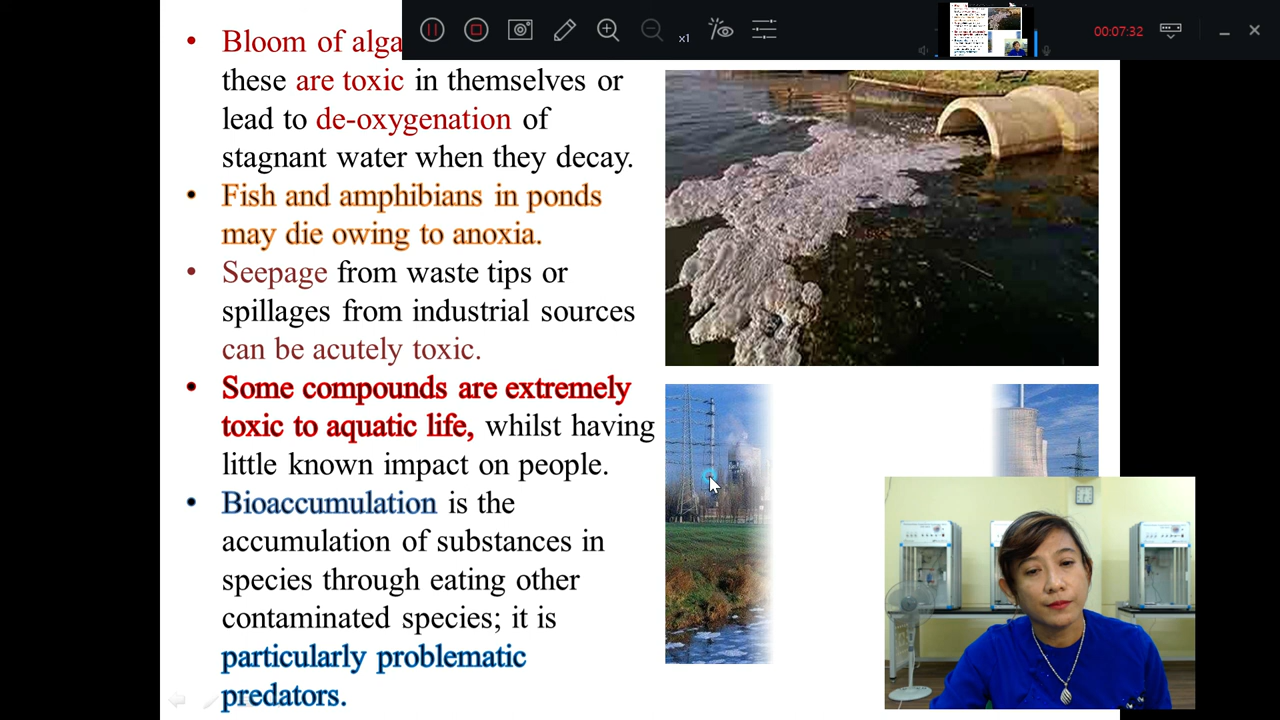 Bloom of alga
these are toxic in themselves or
lead to de-oxygenation of
stagnant water when they decay.
Fish and amphibians in ponds
may die owing to anoxia.
Seepage from waste tips or
spillages from industrial sources
can be acutely toxic.
Some compounds are extremely
toxic to aquatic life, whilst having
little known impact on people.
Bioaccumulation is the
accumulation of substances in
species through eating other
contaminated species; it is
particularly problematic
predators.
x1
00:07:32